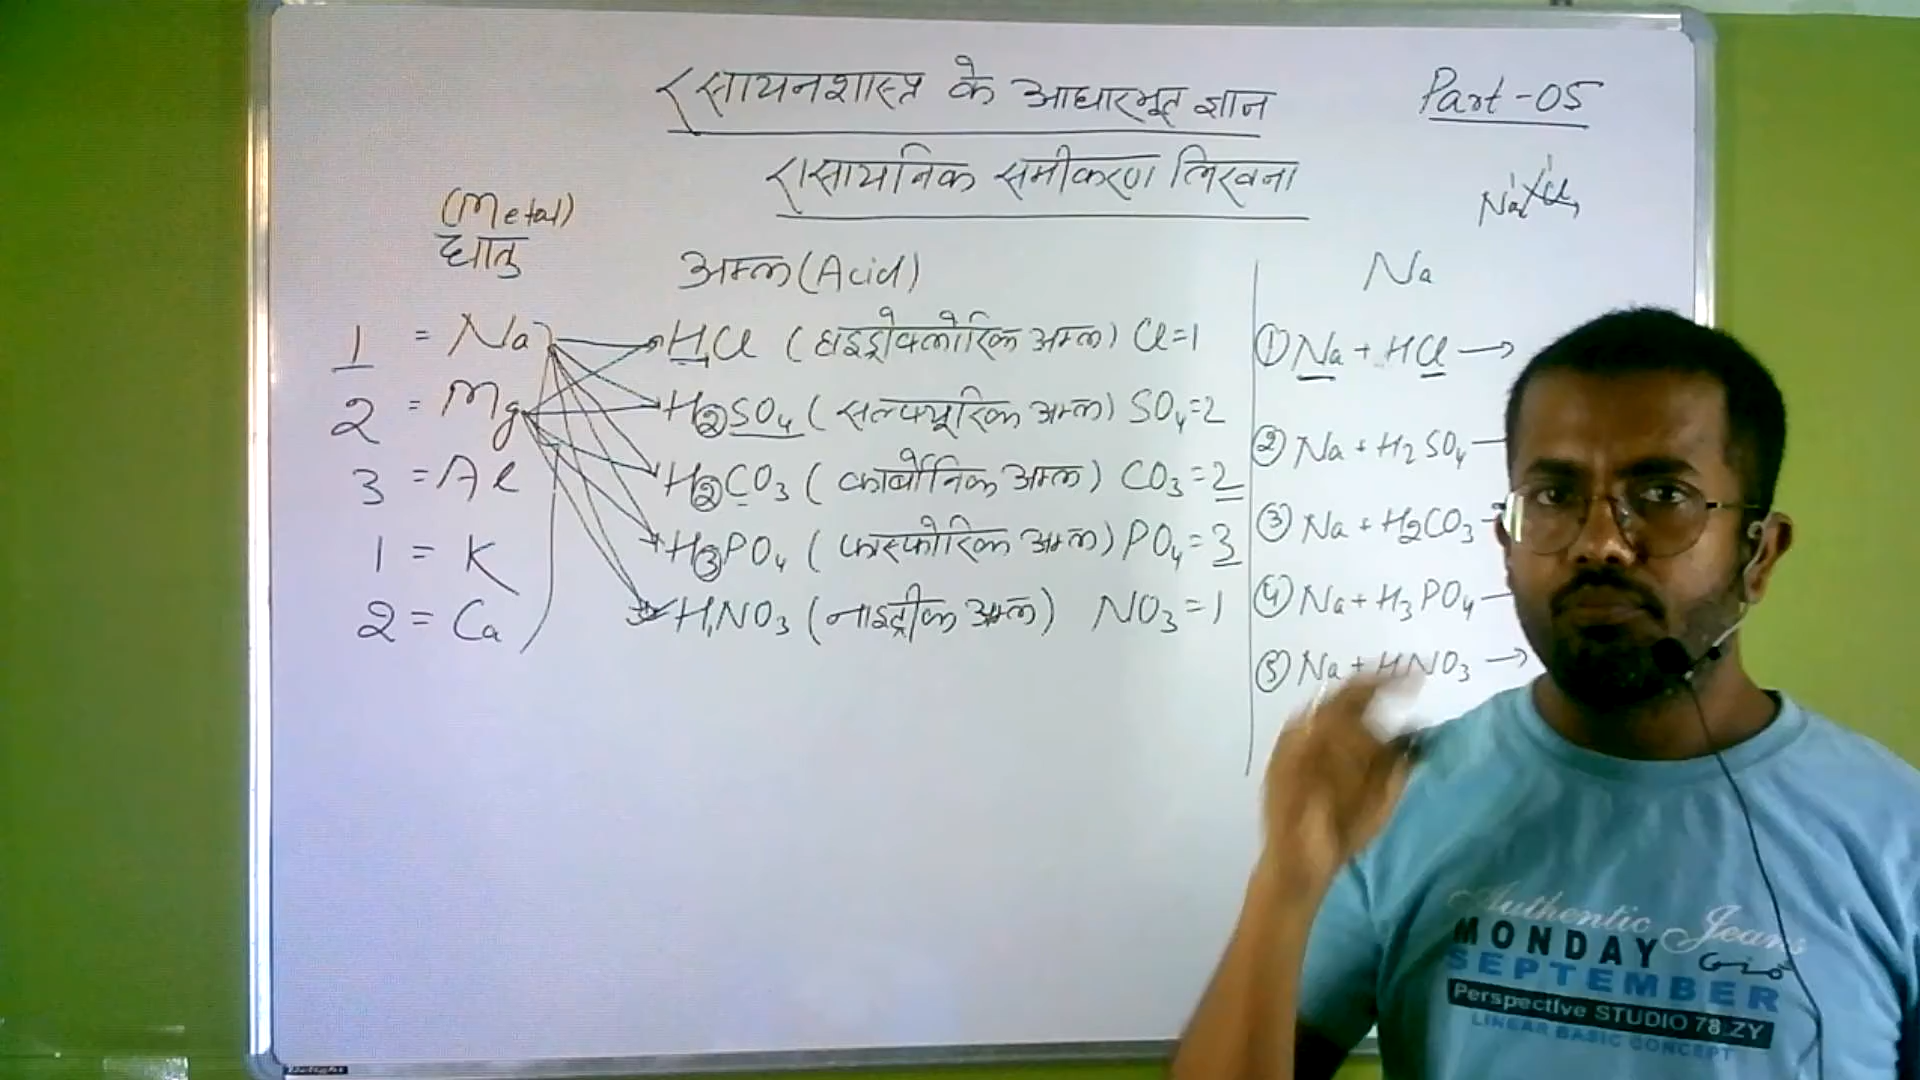 रसायनशास्त्र के आधारभूत ज्ञान
Part-05
रासायनिक समीकरण लिखना
(Metal)
धातु
अम्ल (Acid)
Na
1 = Na
HCl (हाइड्रोक्लोरिक अम्ल) Cl=1
① Na + HCl →
2 = Mg
H2SO4 (सल्फ्यूरिक अम्ल) SO4=2
② Na + H2SO4
3 = Al
H2CO3 (कार्बोनिक अम्ल) CO3=2
③ Na + H2CO3
1 = K
H3PO4 (फास्फोरिक अम्ल) PO4=3
④ Na + H3PO4
2 = Ca
H1NO3 (नाइट्रीक अम्ल) NO3=1
⑤ Na + HNO3 →
Authentic Jeans
MONDAY
SEPTEMBER
Perspective STUDIO 78 ZY
LINEAR BASIC CONCEPT